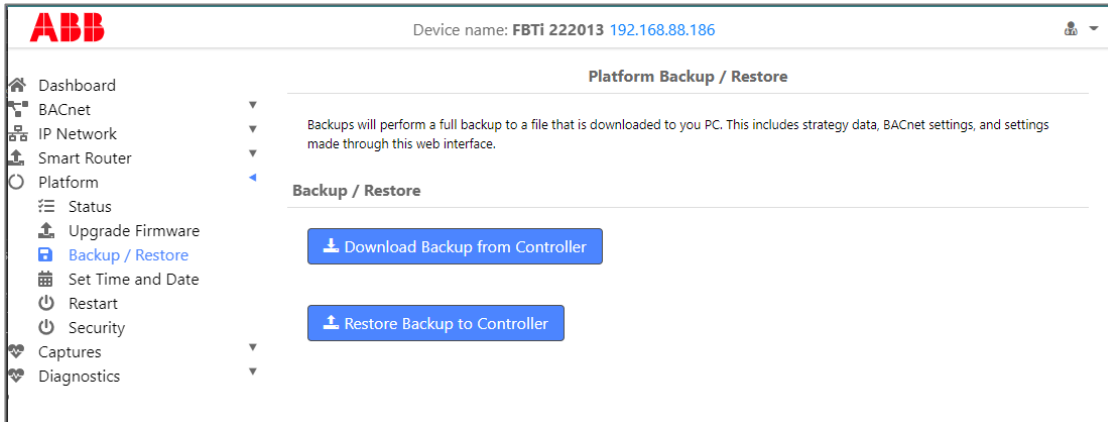 ABB
Device name: FBTi 222013 192.168.88.186
Dashboard
BACnet
IP Network
Smart Router
Platform
Status
Upgrade Firmware
Backup / Restore
Set Time and Date
Restart
Security
Captures
Diagnostics
Platform Backup / Restore
Backups will perform a full backup to a file that is downloaded to you PC. This includes strategy data, BACnet settings, and settings
made through this web interface.
Backup / Restore
Download Backup from Controller
Restore Backup to Controller